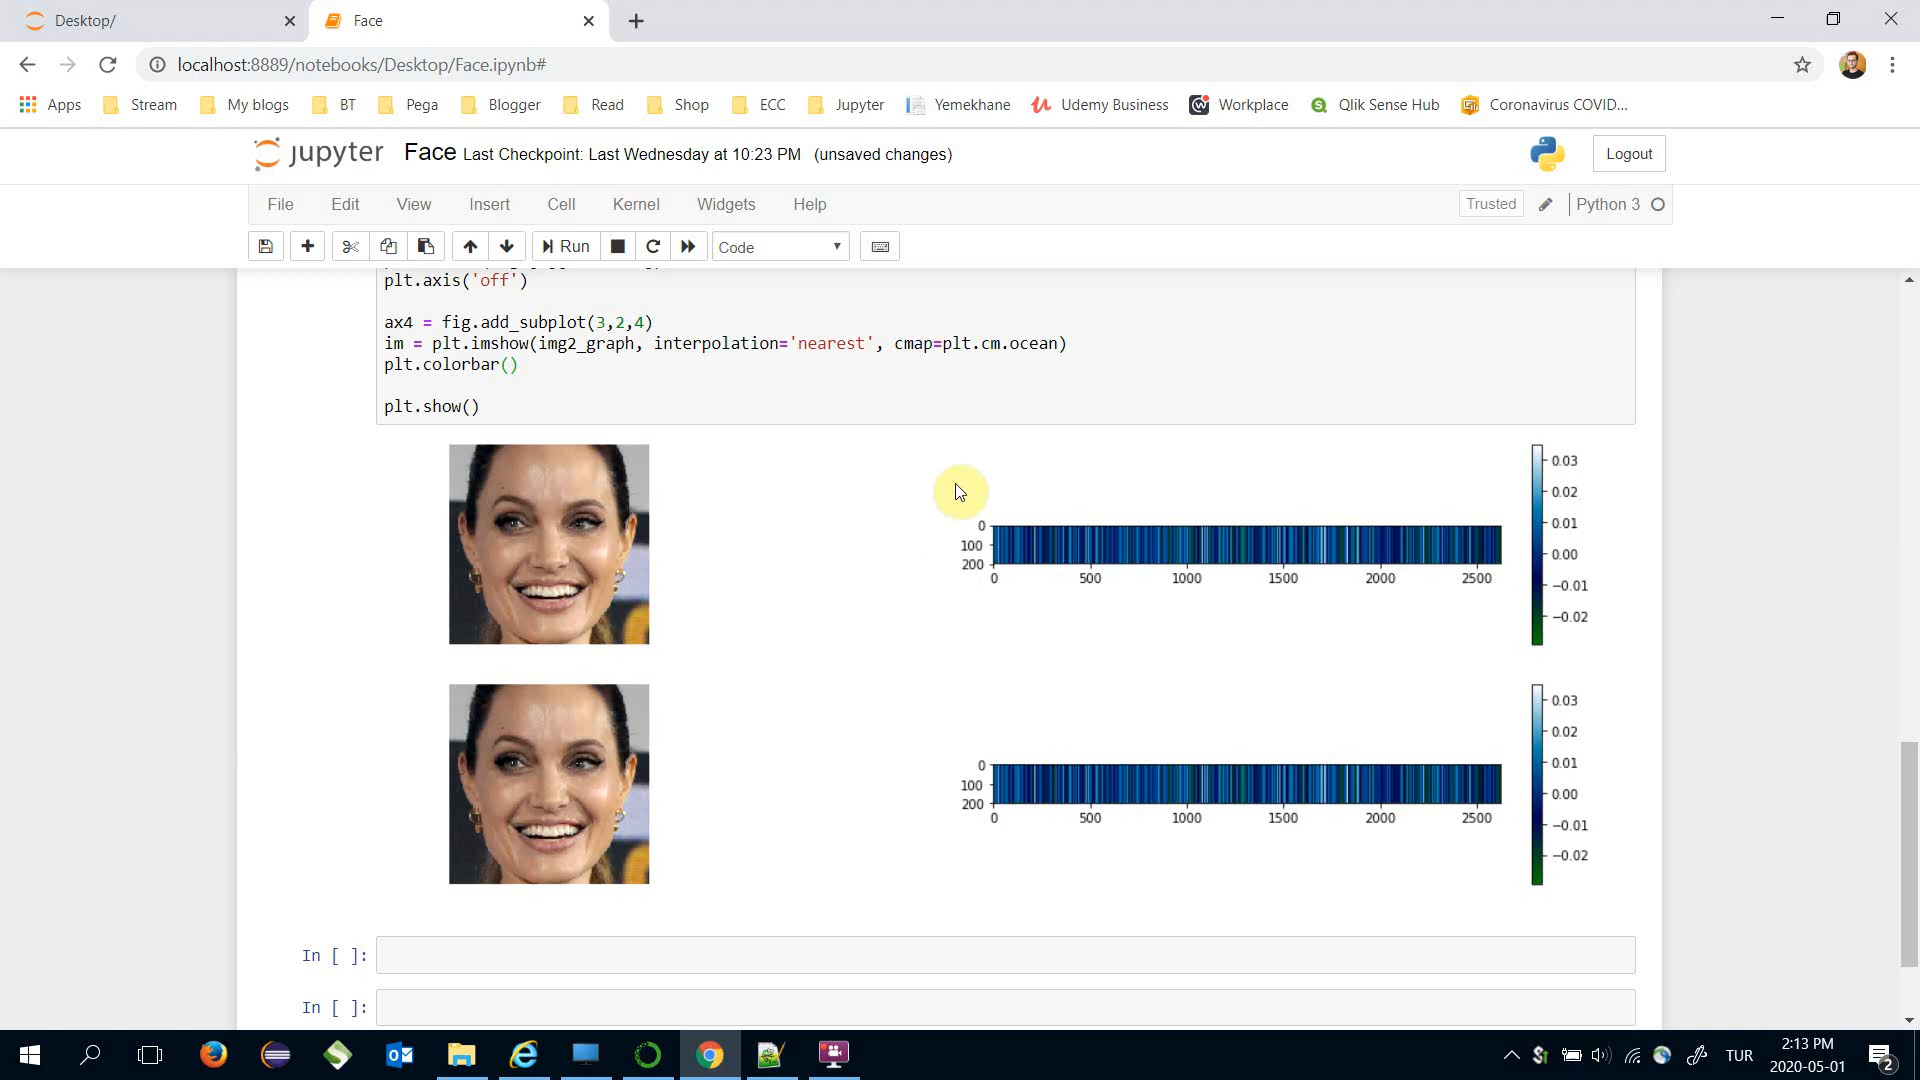 Desktop/
Face
localhost:8889/notebooks/Desktop/Face.ipynb#
Apps Stream My blogs BT Pega Blogger Read Shop ECC Jupyter Yemekhane Udemy Business Workplace Qlik Sense Hub Coronavirus COVID...
jupyter Face Last Checkpoint: Last Wednesday at 10:23 PM (unsaved changes)
Logout
File Edit View Insert Cell Kernel Widgets Help
Trusted Python 3
Run Code
plt.axis('off')
ax4 = fig.add_subplot(3,2,4)
im = plt.imshow(img2_graph, interpolation='nearest', cmap=plt.cm.ocean)
plt.colorbar()
plt.show()
0
100
200
0 500 1000 1500 2000 2500
0.03
0.02
0.01
0.00
−0.01
−0.02
0
100
200
0 500 1000 1500 2000 2500
0.03
0.02
0.01
0.00
−0.01
−0.02
In [ ]:
In [ ]:
TUR
2:13 PM
2020-05-01
2